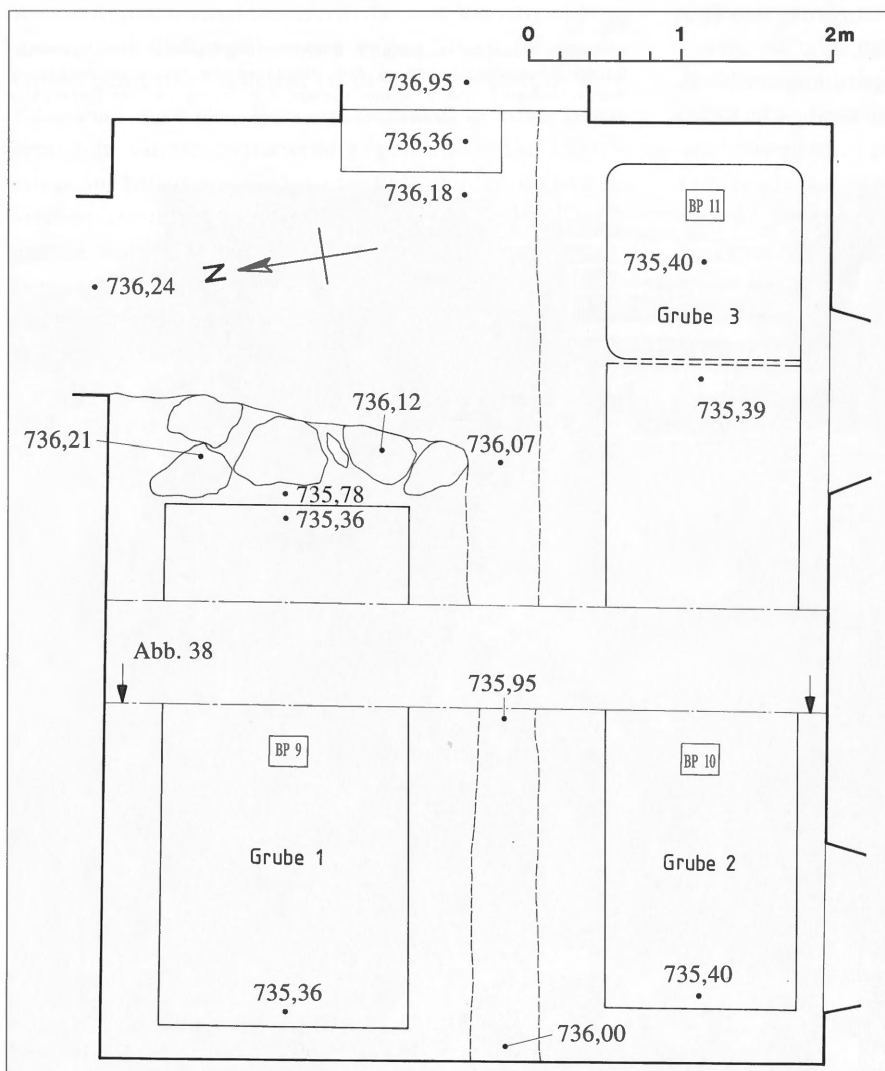 0 1 2m
736,95
736,36
736,18
BP 11
735,40
Grube 3
N
736,24
735,39
736,12
736,21
736,07
735,78
735,36
Abb. 38
735,95
BP 9
BP 10
Grube 1
Grube 2
735,36
735,40
736,00